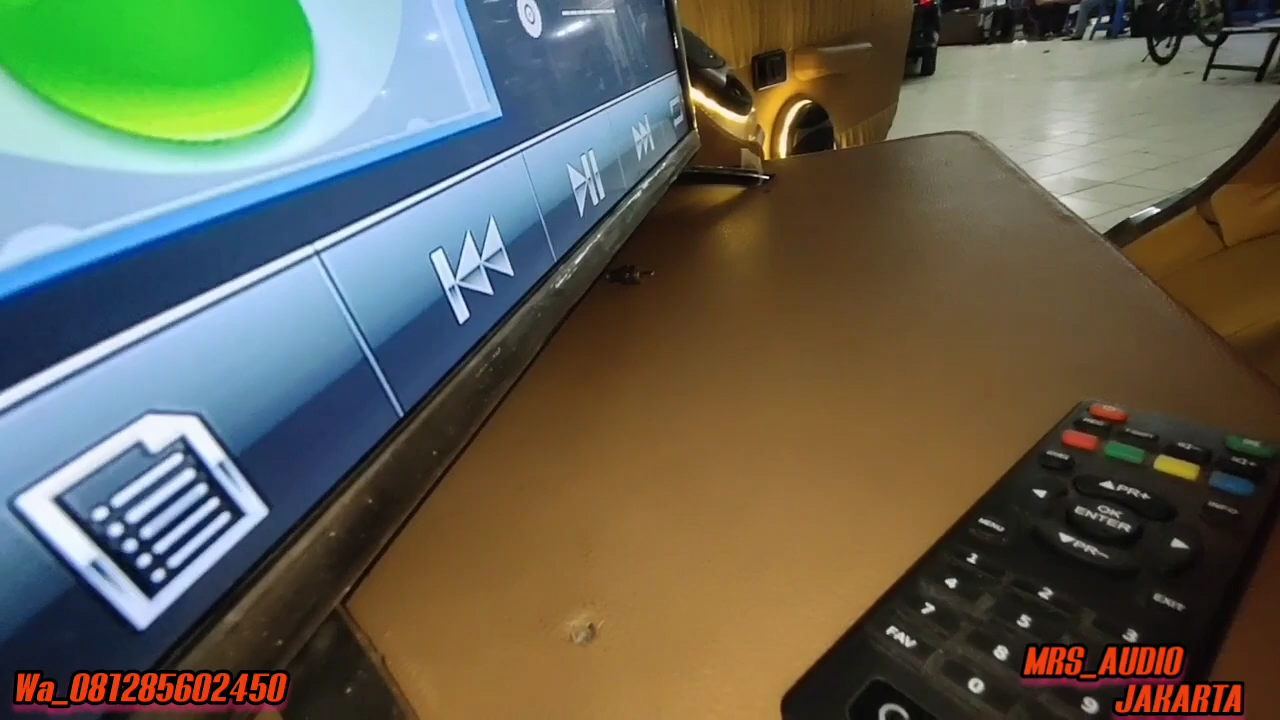 PR+
OK
ENTER
PR-
INFO
MENU
EXIT
1
2
3
4
5
7
8
9
FAV
0
Wa_081285602450
MRS_AUDIO
JAKARTA